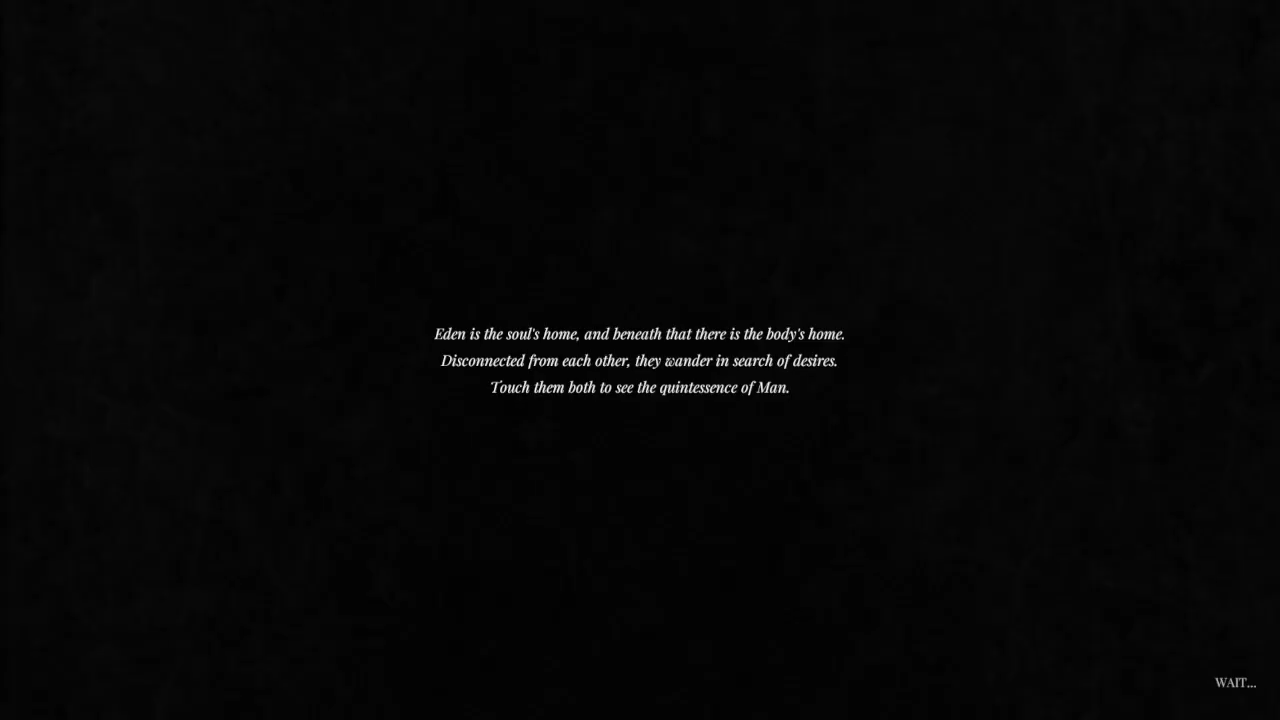 Eden is the soul's home, and beneath that there is the body's home.
Disconnected from each other, they wander in search of desires.
Touch them both to see the quintessence of Man.
WAIT...